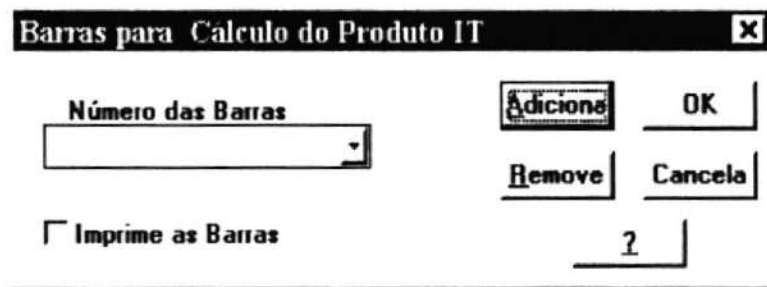 Barras para Cálculo do Produto IT
Número das Barras
Adiciona
OK
Remove
Cancela
Imprime as Barras
?